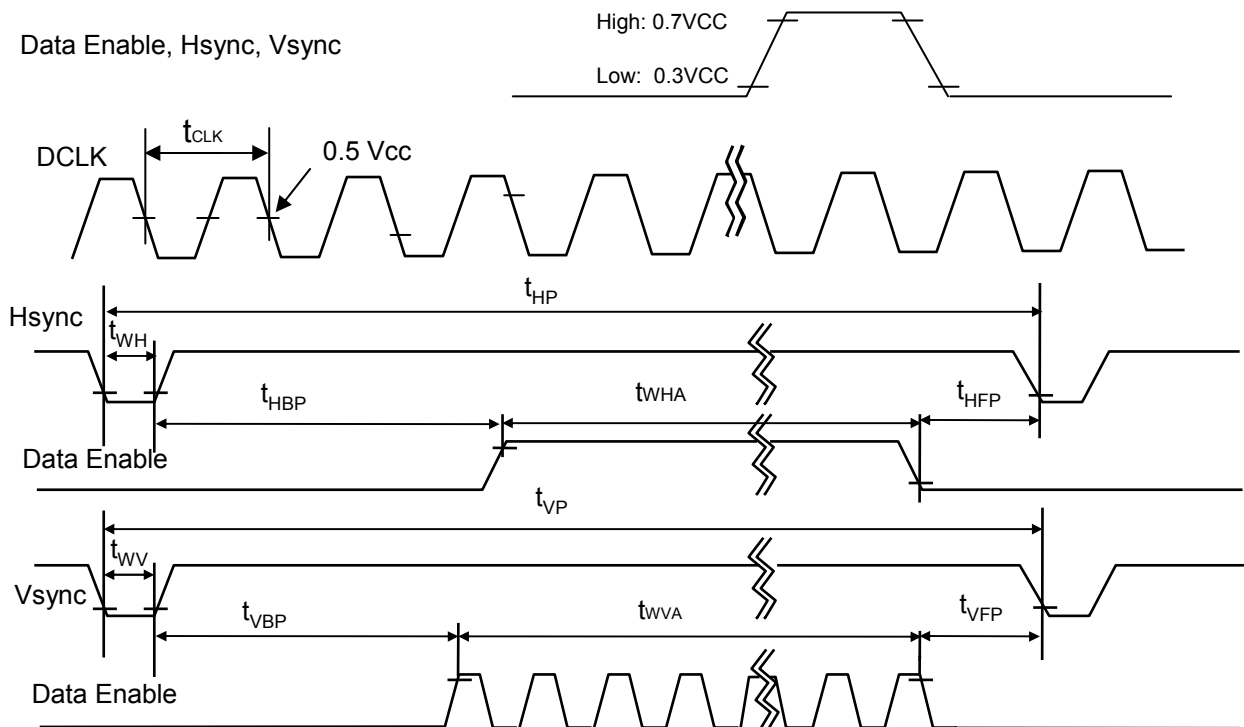 High: 0.7VCC
Data Enable, Hsync, Vsync
Low: 0.3VCC
tCLK
DCLK
0.5 Vcc
tHP
Hsync
tWH
tHBP
tWHA
tHFP
Data Enable
tVP
tWV
Vsync
tVBP
tWVA
tVFP
Data Enable